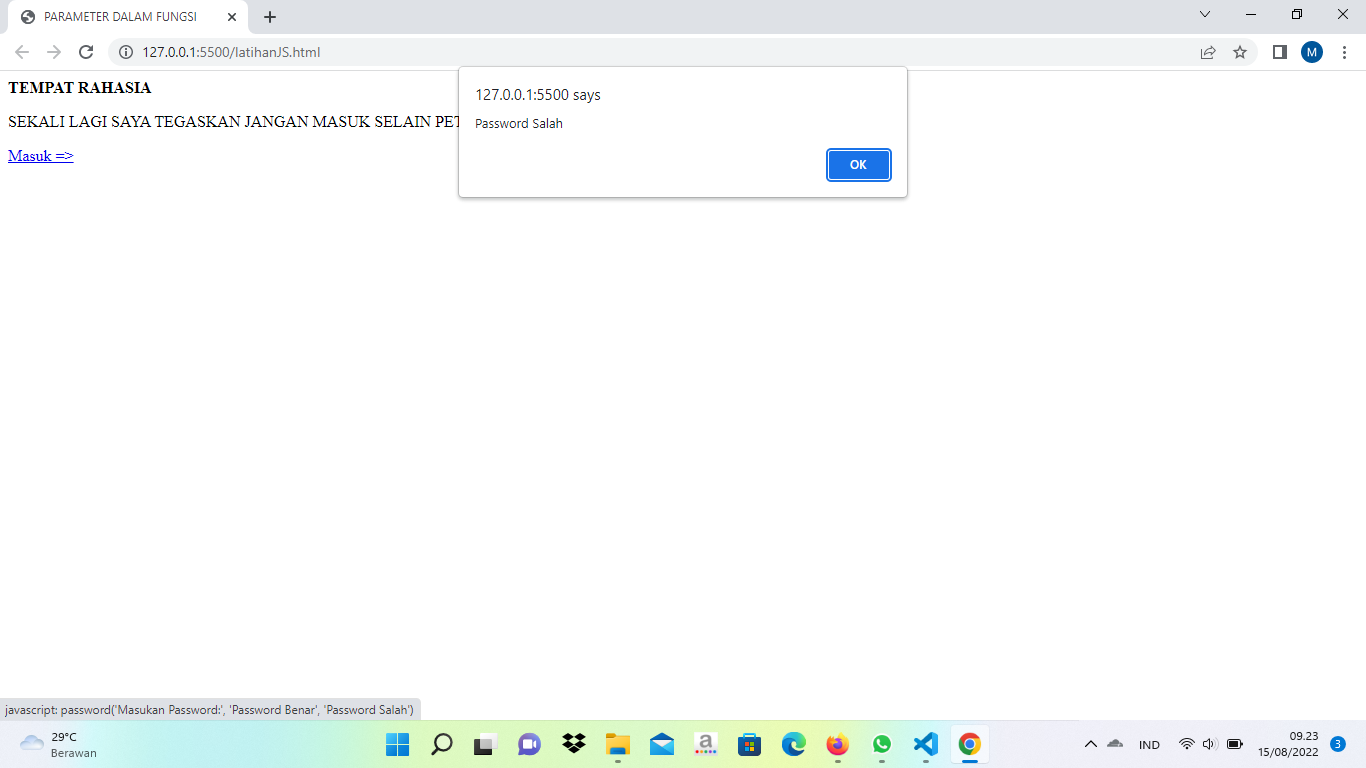 PARAMETER DALAM FUNGSI
127.0.0.1:5500/latihanJS.html
M
TEMPAT RAHASIA
SEKALI LAGI SAYA TEGASKAN JANGAN MASUK SELAIN PET
Masuk =>
127.0.0.1:5500 says
Password Salah
OK
javascript: password('Masukan Password:', 'Password Benar', 'Password Salah')
29°C
Berawan
a
IND
09.23
15/08/2022
3